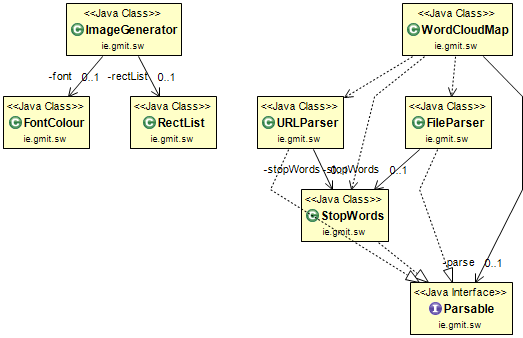 <<Java Class>>
ImageGenerator
ie.gmit.sw
<<Java Class>>
WordCloudMap
ie.gmit.sw
-font 0..1
-rectList 0..1
<<Java Class>>
FontColour
ie.gmit.sw
<<Java Class>>
RectList
ie.gmit.sw
<<Java Class>>
URLParser
ie.gmit.sw
<<Java Class>>
FileParser
ie.gmit.sw
-stopWords 0..1
-stopWords 0..1
<<Java Class>>
StopWords
ie.gmit.sw
-parse 0..1
<<Java Interface>>
Parsable
ie.gmit.sw